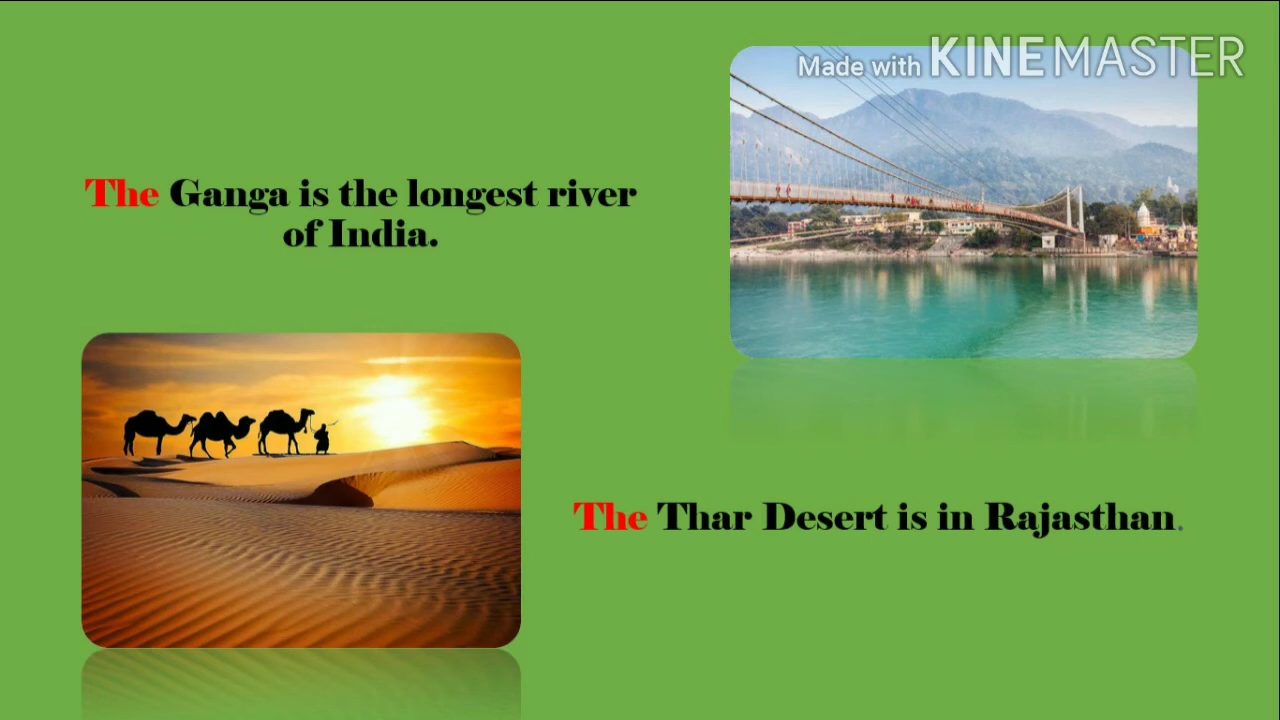 Made with KINEMASTER
The Ganga is the longest river
of India.
The Thar Desert is in Rajasthan.